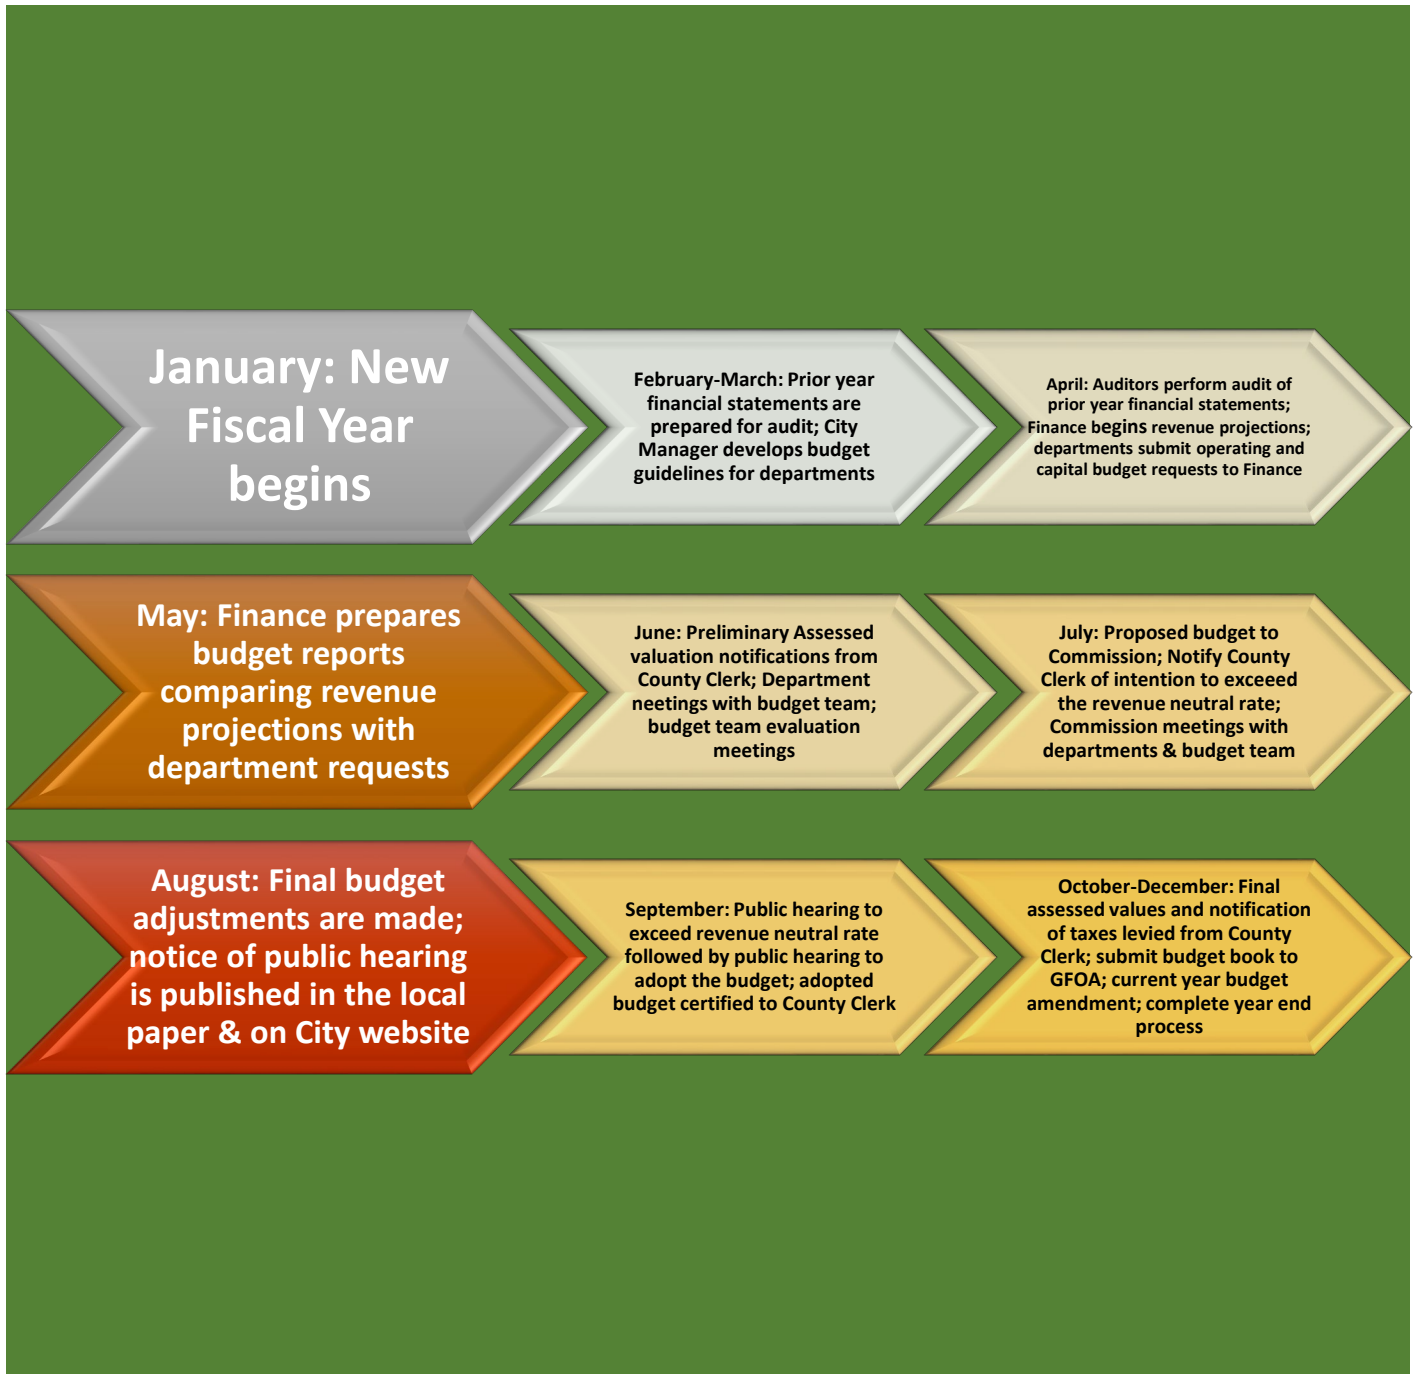 January: New
Fiscal Year
begins
February-March: Prior year
financial statements are
prepared for audit; City
Manager develops budget
guidelines for departments
April: Auditors perform audit of
prior year financial statements;
Finance begins revenue projections;
departments submit operating and
capital budget requests to Finance
May: Finance prepares
budget reports
comparing revenue
projections with
department requests
June: Preliminary Assessed
valuation notifications from
County Clerk; Department
neetings with budget team;
budget team evaluation
meetings
July: Proposed budget to
Commission; Notify County
Clerk of intention to exceeed
the revenue neutral rate;
Commission meetings with
departments & budget team
August: Final budget
adjustments are made;
notice of public hearing
is published in the local
paper & on City website
September: Public hearing to
exceed revenue neutral rate
followed by public hearing to
adopt the budget; adopted
budget certified to County Clerk
October-December: Final
assessed values and notification
of taxes levied from County
Clerk; submit budget book to
GFOA; current year budget
amendment; complete year end
process